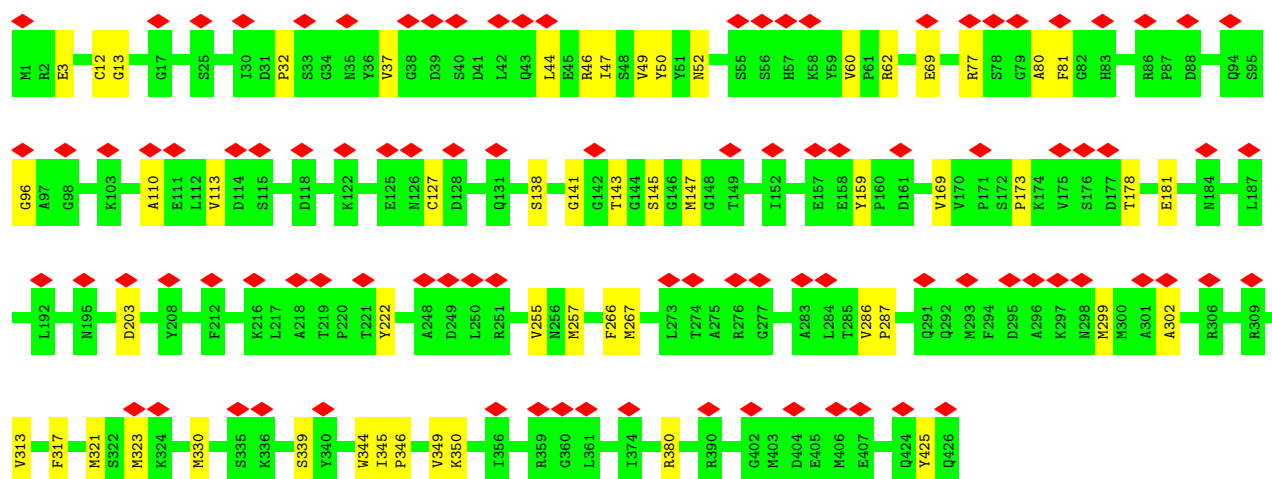 M1 R2 E3 C12 G13 G17 S25 I30 D31 P32 S33 G34 N35 Y36 V37 G38 D39 S40 D41 L42 Q43 L44 E45 R46 I47 S48 V49 Y50 Y51 N52 S55 S56 H57 K58 Y59 V60 P61 R62 E69 R77 S78 G79 A80 F81 G82 H83 R86 P87 D88 Q94 S95
G96 A97 G98 K103 A110 E111 L112 V113 D114 S115 D118 K122 E125 N126 C127 D128 Q131 S138 G141 G142 T143 G144 S145 G146 M147 G148 T149 I152 E157 E158 Y159 P160 D161 V169 V170 P171 S172 P173 K174 V175 S176 D177 T178 E181 N184 L187
L192 N195 D203 Y208 F212 K216 L217 A218 T219 P220 T221 Y222 A248 D249 L250 R251 V255 N256 M257 F266 M267 L273 T274 A275 R276 G277 A283 L284 T285 V286 P287 Q291 Q292 M293 F294 D295 A296 K297 N298 M299 M300 A301 A302 R306 R309
V313 F317 M321 S322 M323 K324 M330 S335 K336 S339 Y340 W344 I345 P346 V349 K350 I356 R359 G360 L361 I374 R380 R390 G402 M403 D404 E405 M406 E407 Q424 Y425 Q426